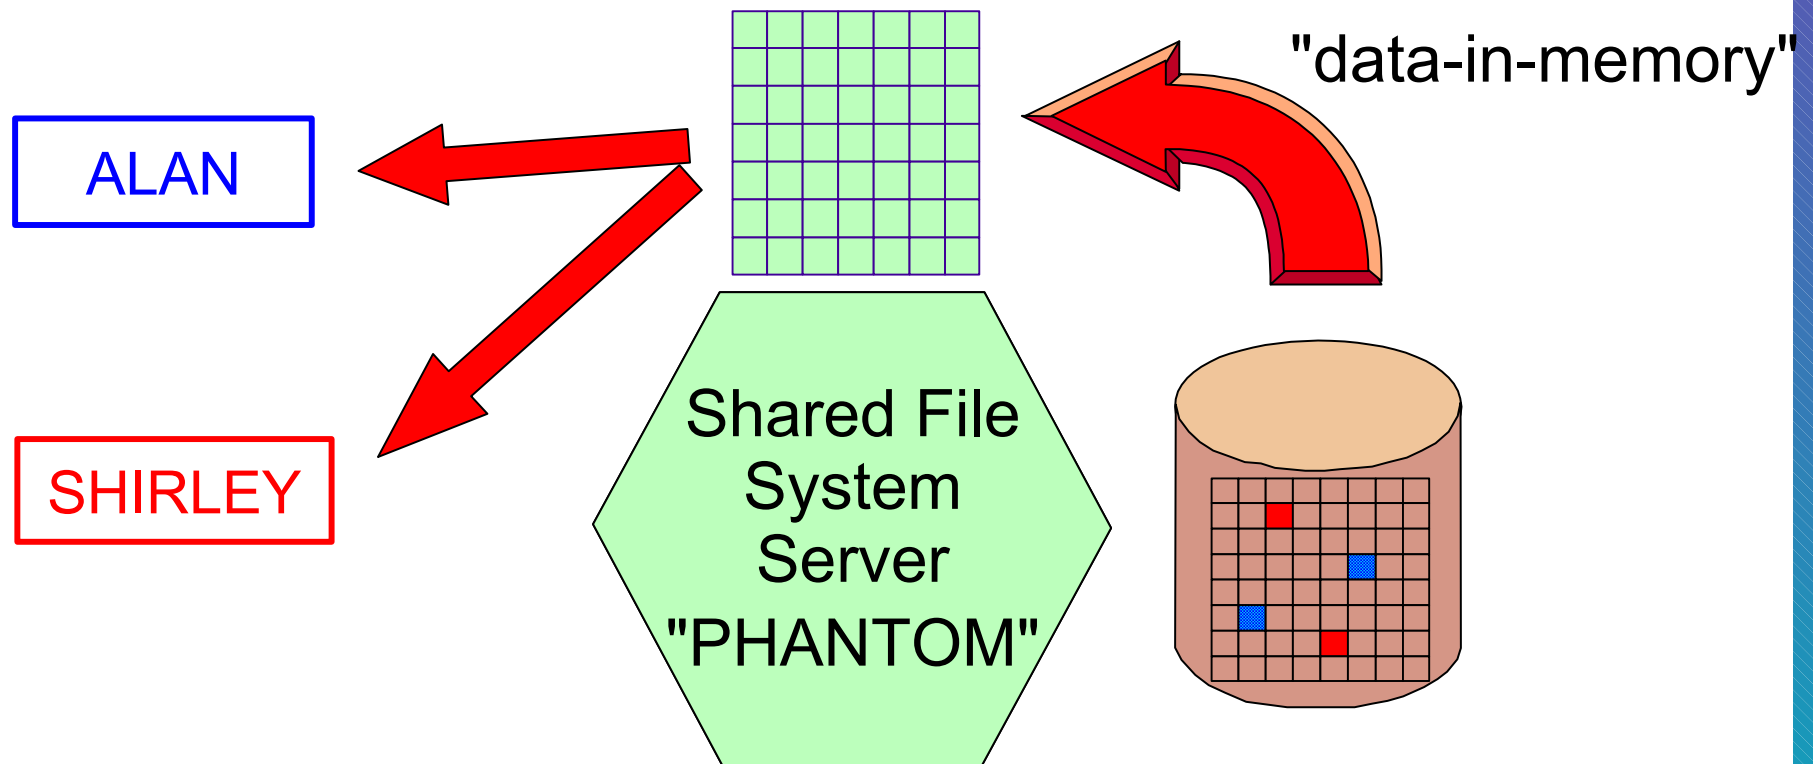 "data-in-memory"
ALAN
SHIRLEY
Shared File
System
Server
"PHANTOM"